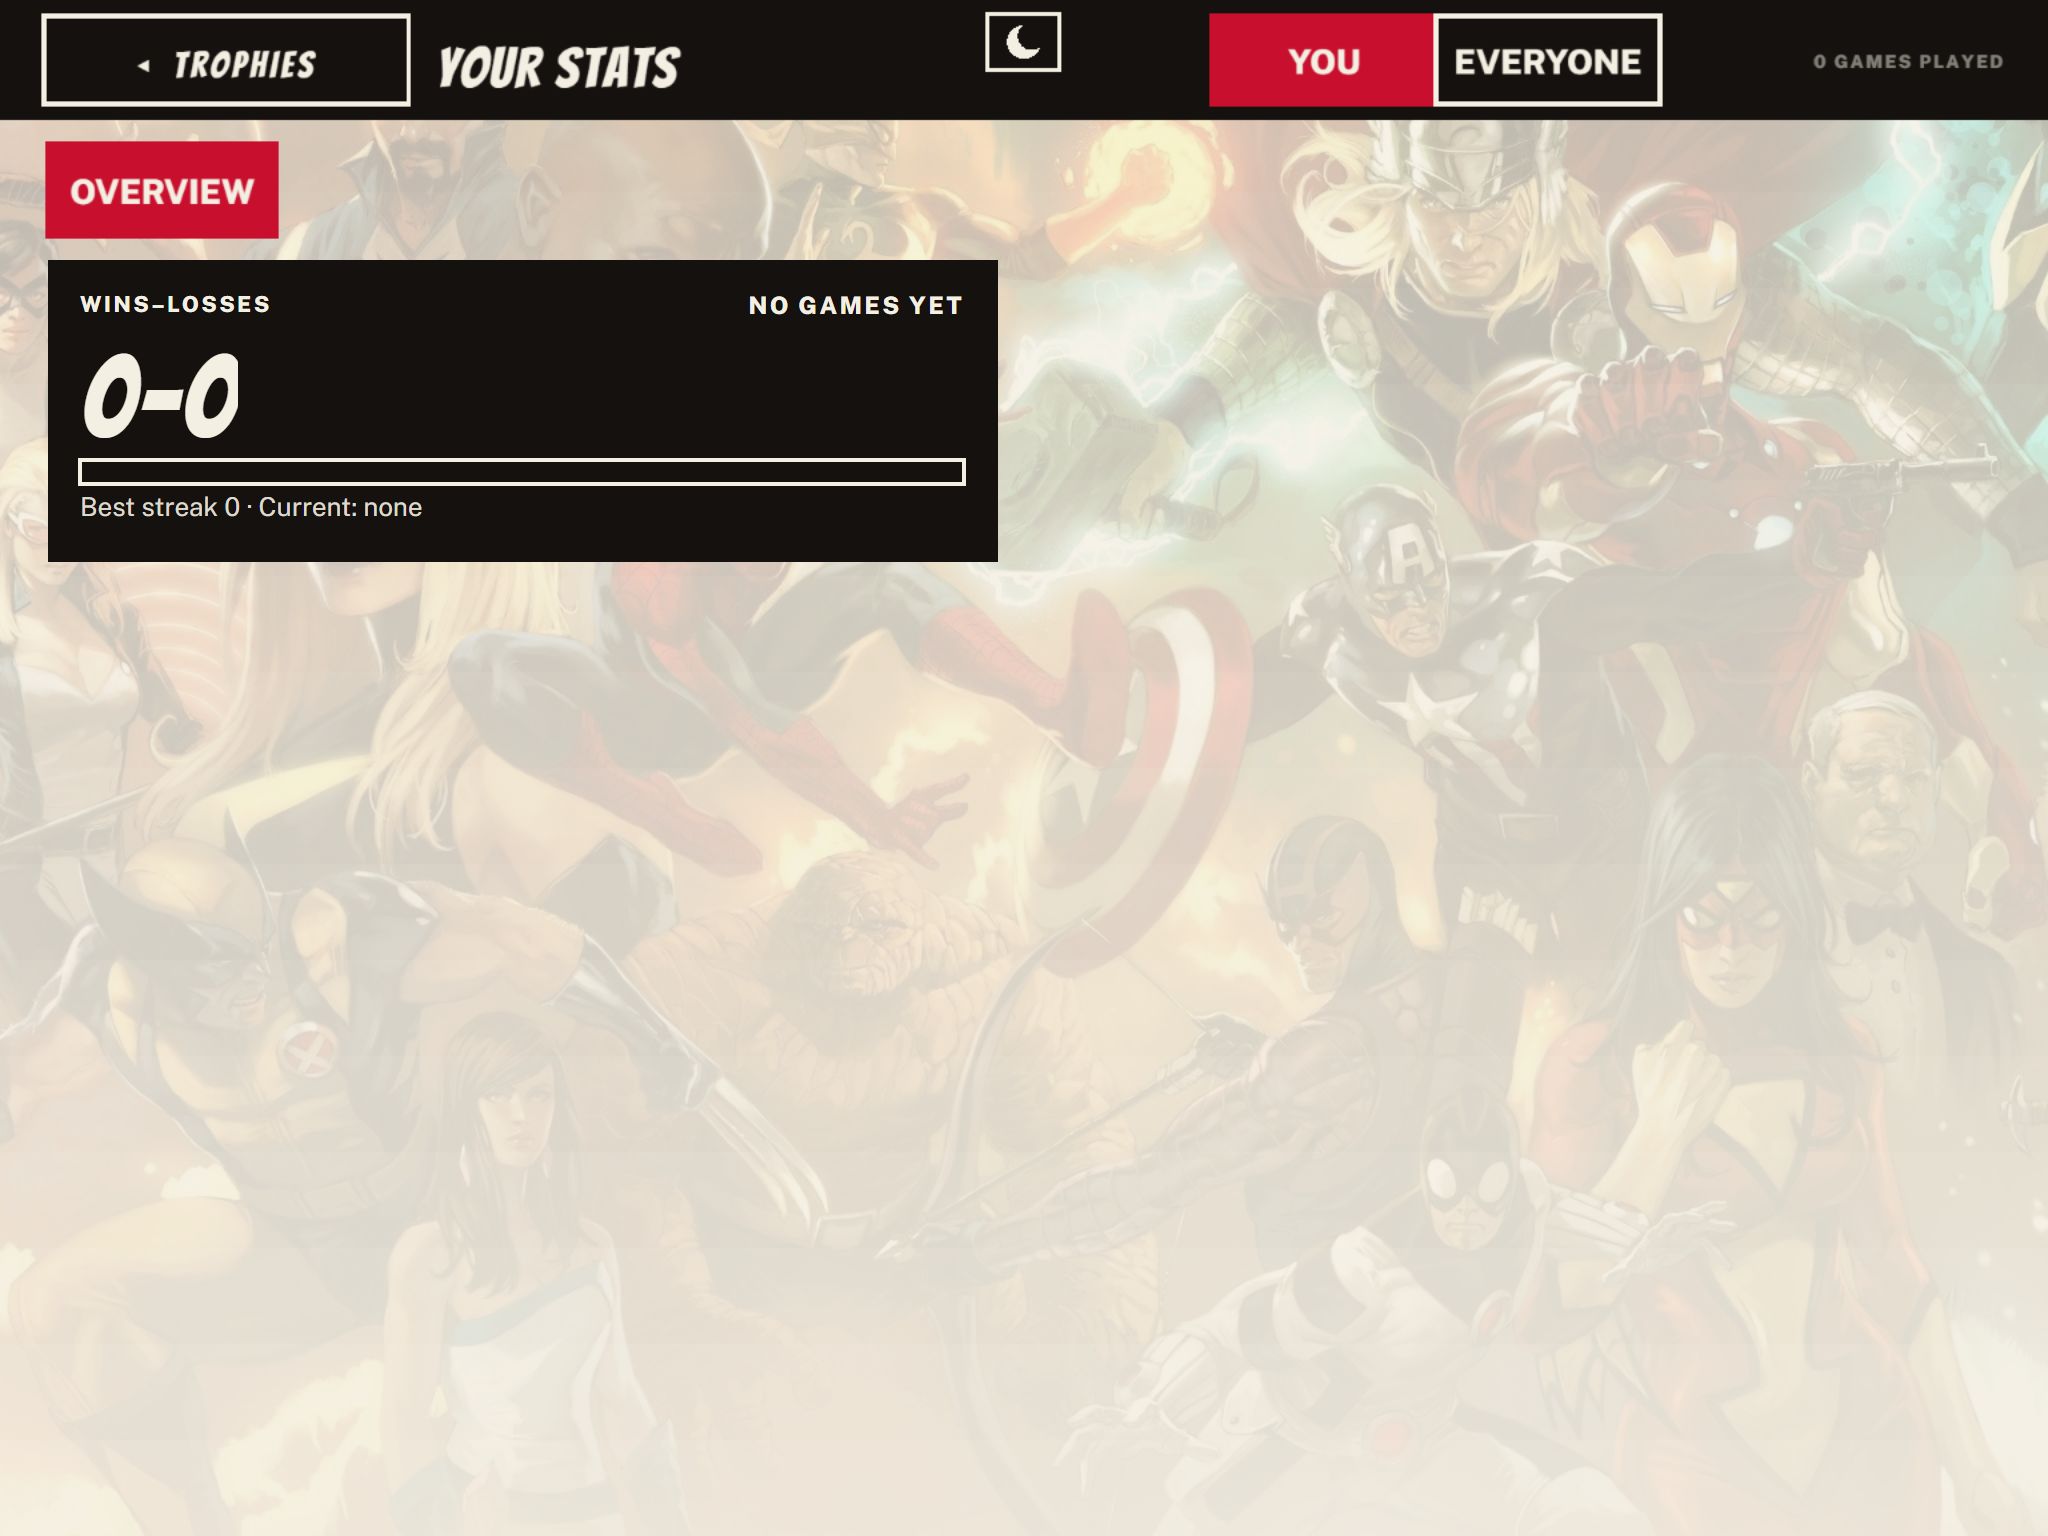 ◂ TROPHIES
YOUR STATS
YOU
EVERYONE
0 GAMES PLAYED
OVERVIEW
WINS–LOSSES
NO GAMES YET
0–0
Best streak 0 · Current: none